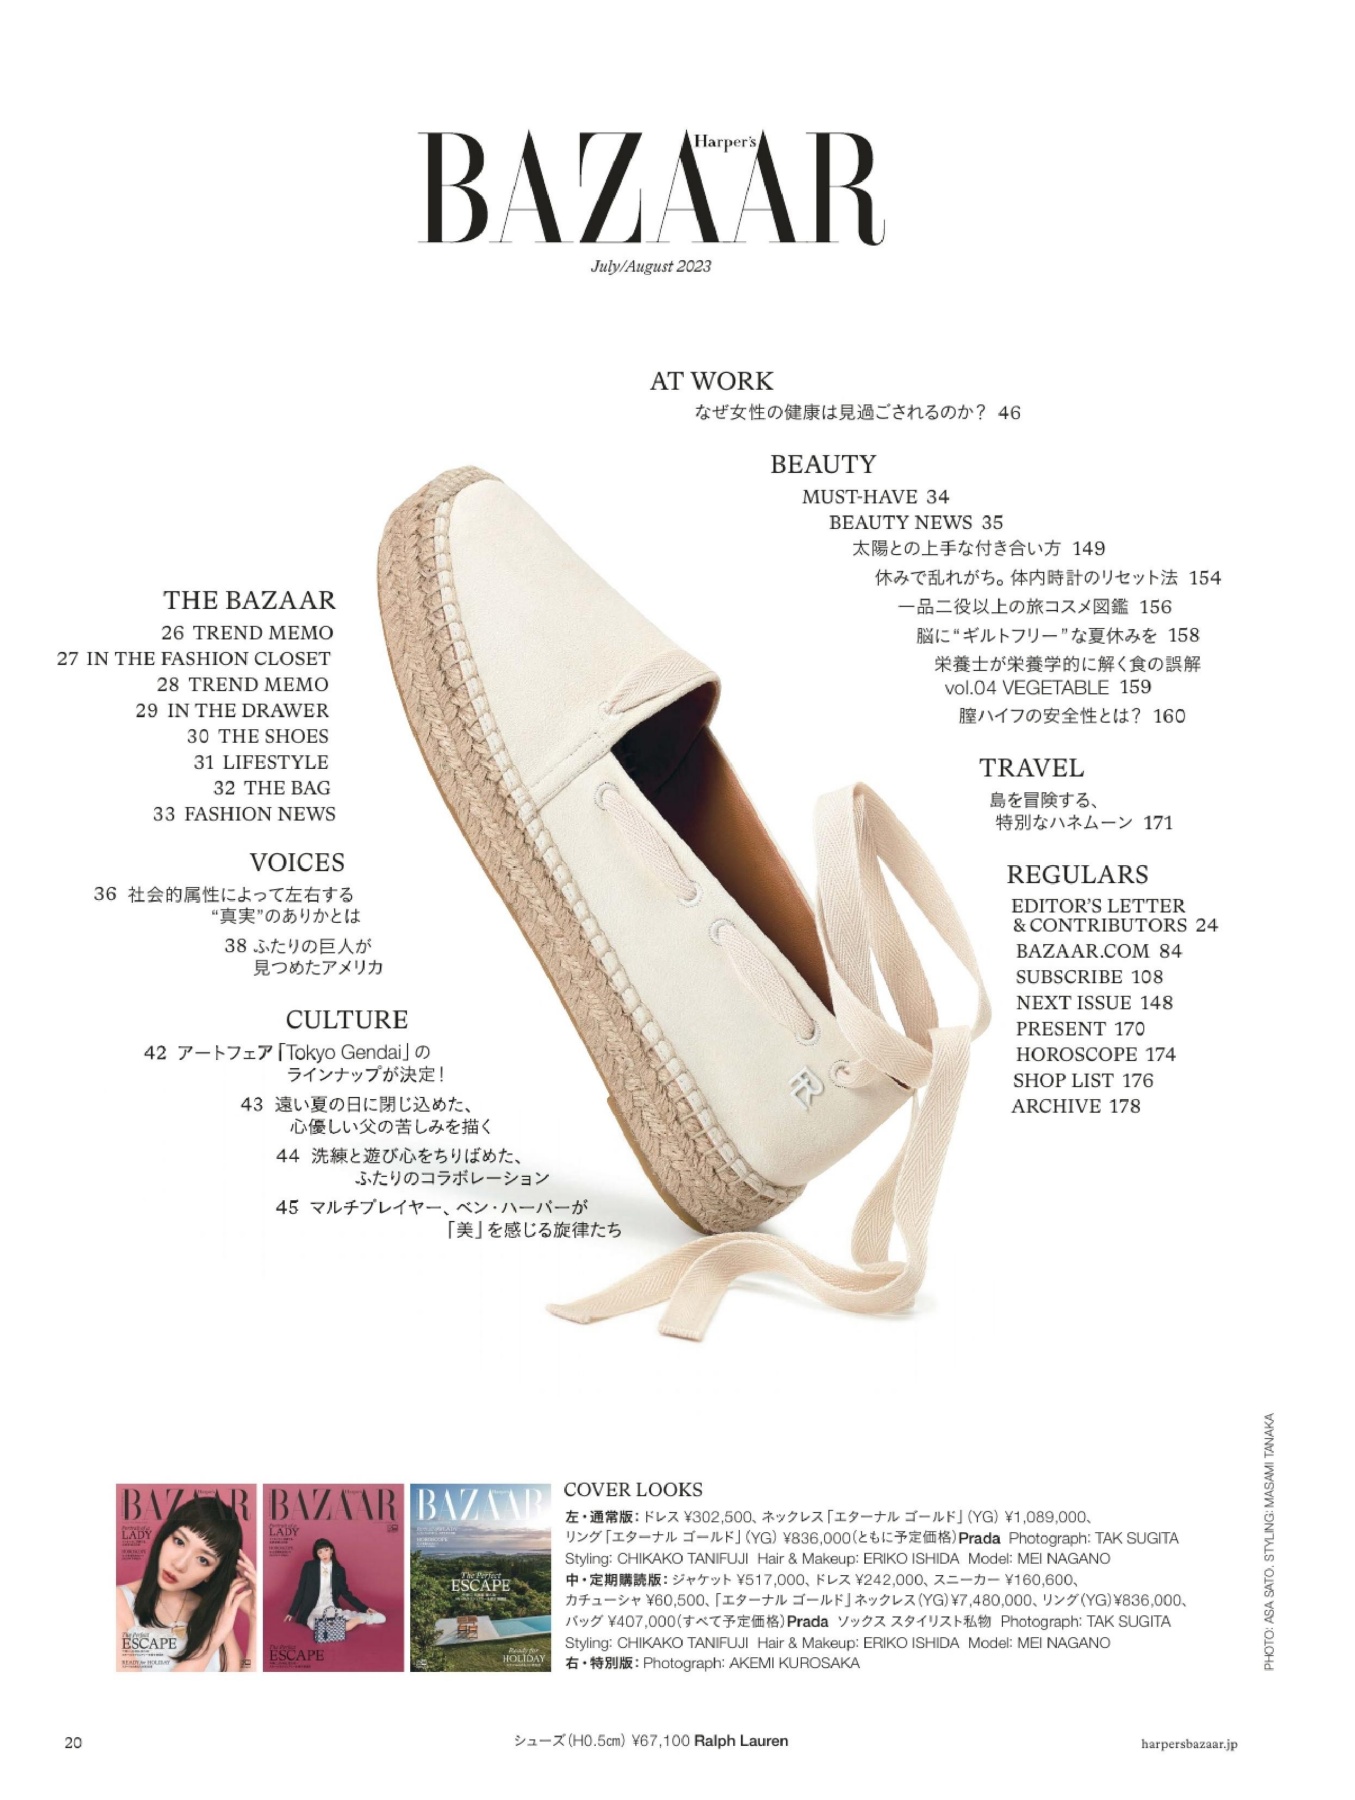 Harper's
BAZAAR
July/August 2023
AT WORK
なぜ女性の健康は見過ごされるのか？ 46
BEAUTY
MUST-HAVE 34
BEAUTY NEWS 35
太陽との上手な付き合い方 149
休みで乱れがち。体内時計のリセット法 154
一品二役以上の旅コスメ図鑑 156
脳に“ギルトフリー”な夏休みを 158
栄養士が栄養学的に解く食の誤解
vol.04 VEGETABLE 159
膣ハイフの安全性とは？ 160
TRAVEL
島を冒険する、
特別なハネムーン 171
REGULARS
EDITOR'S LETTER
& CONTRIBUTORS 24
BAZAAR.COM 84
SUBSCRIBE 108
NEXT ISSUE 148
PRESENT 170
HOROSCOPE 174
SHOP LIST 176
ARCHIVE 178
THE BAZAAR
26 TREND MEMO
27 IN THE FASHION CLOSET
28 TREND MEMO
29 IN THE DRAWER
30 THE SHOES
31 LIFESTYLE
32 THE BAG
33 FASHION NEWS
VOICES
36 社会的属性によって左右する
“真実”のありかとは
38 ふたりの巨人が
見つめたアメリカ
CULTURE
42 アートフェア「Tokyo Gendai」の
ラインナップが決定！
43 遠い夏の日に閉じ込めた、
心優しい父の苦しみを描く
44 洗練と遊び心をちりばめた、
ふたりのコラボレーション
45 マルチプレイヤー、ベン・ハーパーが
「美」を感じる旋律たち
BAZAAR
LADY
The Perfect
ESCAPE
READY for HOLIDAY
BAZAAR
LADY
The Perfect
ESCAPE
BAZAAR
The Perfect
ESCAPE
Ready for
HOLIDAY
COVER LOOKS
左・通常版：ドレス ¥302,500、ネックレス「エターナル ゴールド」（YG） ¥1,089,000、
リング「エターナル ゴールド」（YG） ¥836,000（ともに予定価格）Prada Photograph: TAK SUGITA
Styling: CHIKAKO TANIFUJI Hair & Makeup: ERIKO ISHIDA Model: MEI NAGANO
中・定期購読版：ジャケット ¥517,000、ドレス ¥242,000、スニーカー ¥160,600、
カチューシャ ¥60,500、「エターナル ゴールド」ネックレス（YG）¥7,480,000、リング（YG）¥836,000、
バッグ ¥407,000（すべて予定価格）Prada ソックス スタイリスト私物 Photograph: TAK SUGITA
Styling: CHIKAKO TANIFUJI Hair & Makeup: ERIKO ISHIDA Model: MEI NAGANO
右・特別版：Photograph: AKEMI KUROSAKA
PHOTO: ASA SATO. STYLING: MASAMI TANAKA
20
シューズ（H0.5㎝） ¥67,100 Ralph Lauren
harpersbazaar.jp